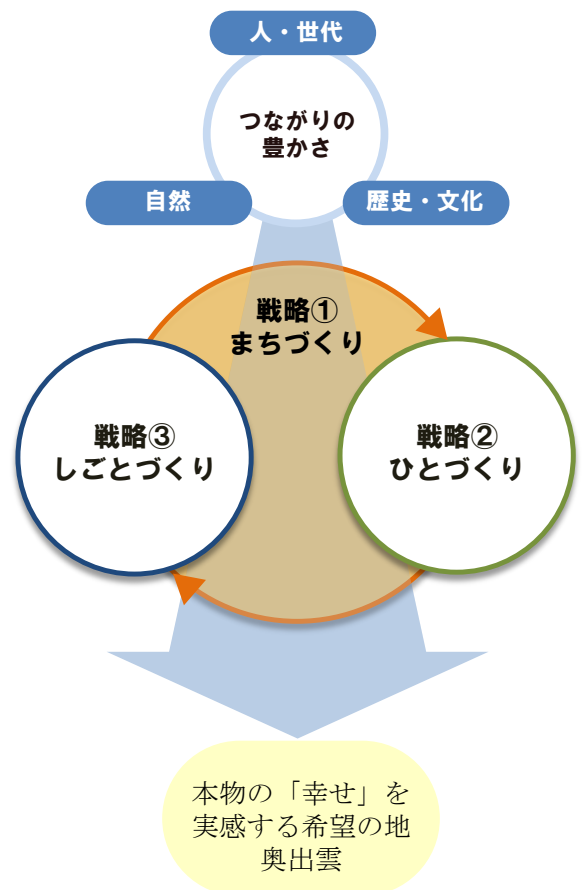 人・世代
つながりの
豊かさ
自然
歴史・文化
戦略①
まちづくり
戦略③
しごとづくり
戦略②
ひとづくり
本物の「幸せ」を
実感する希望の地
奥出雲